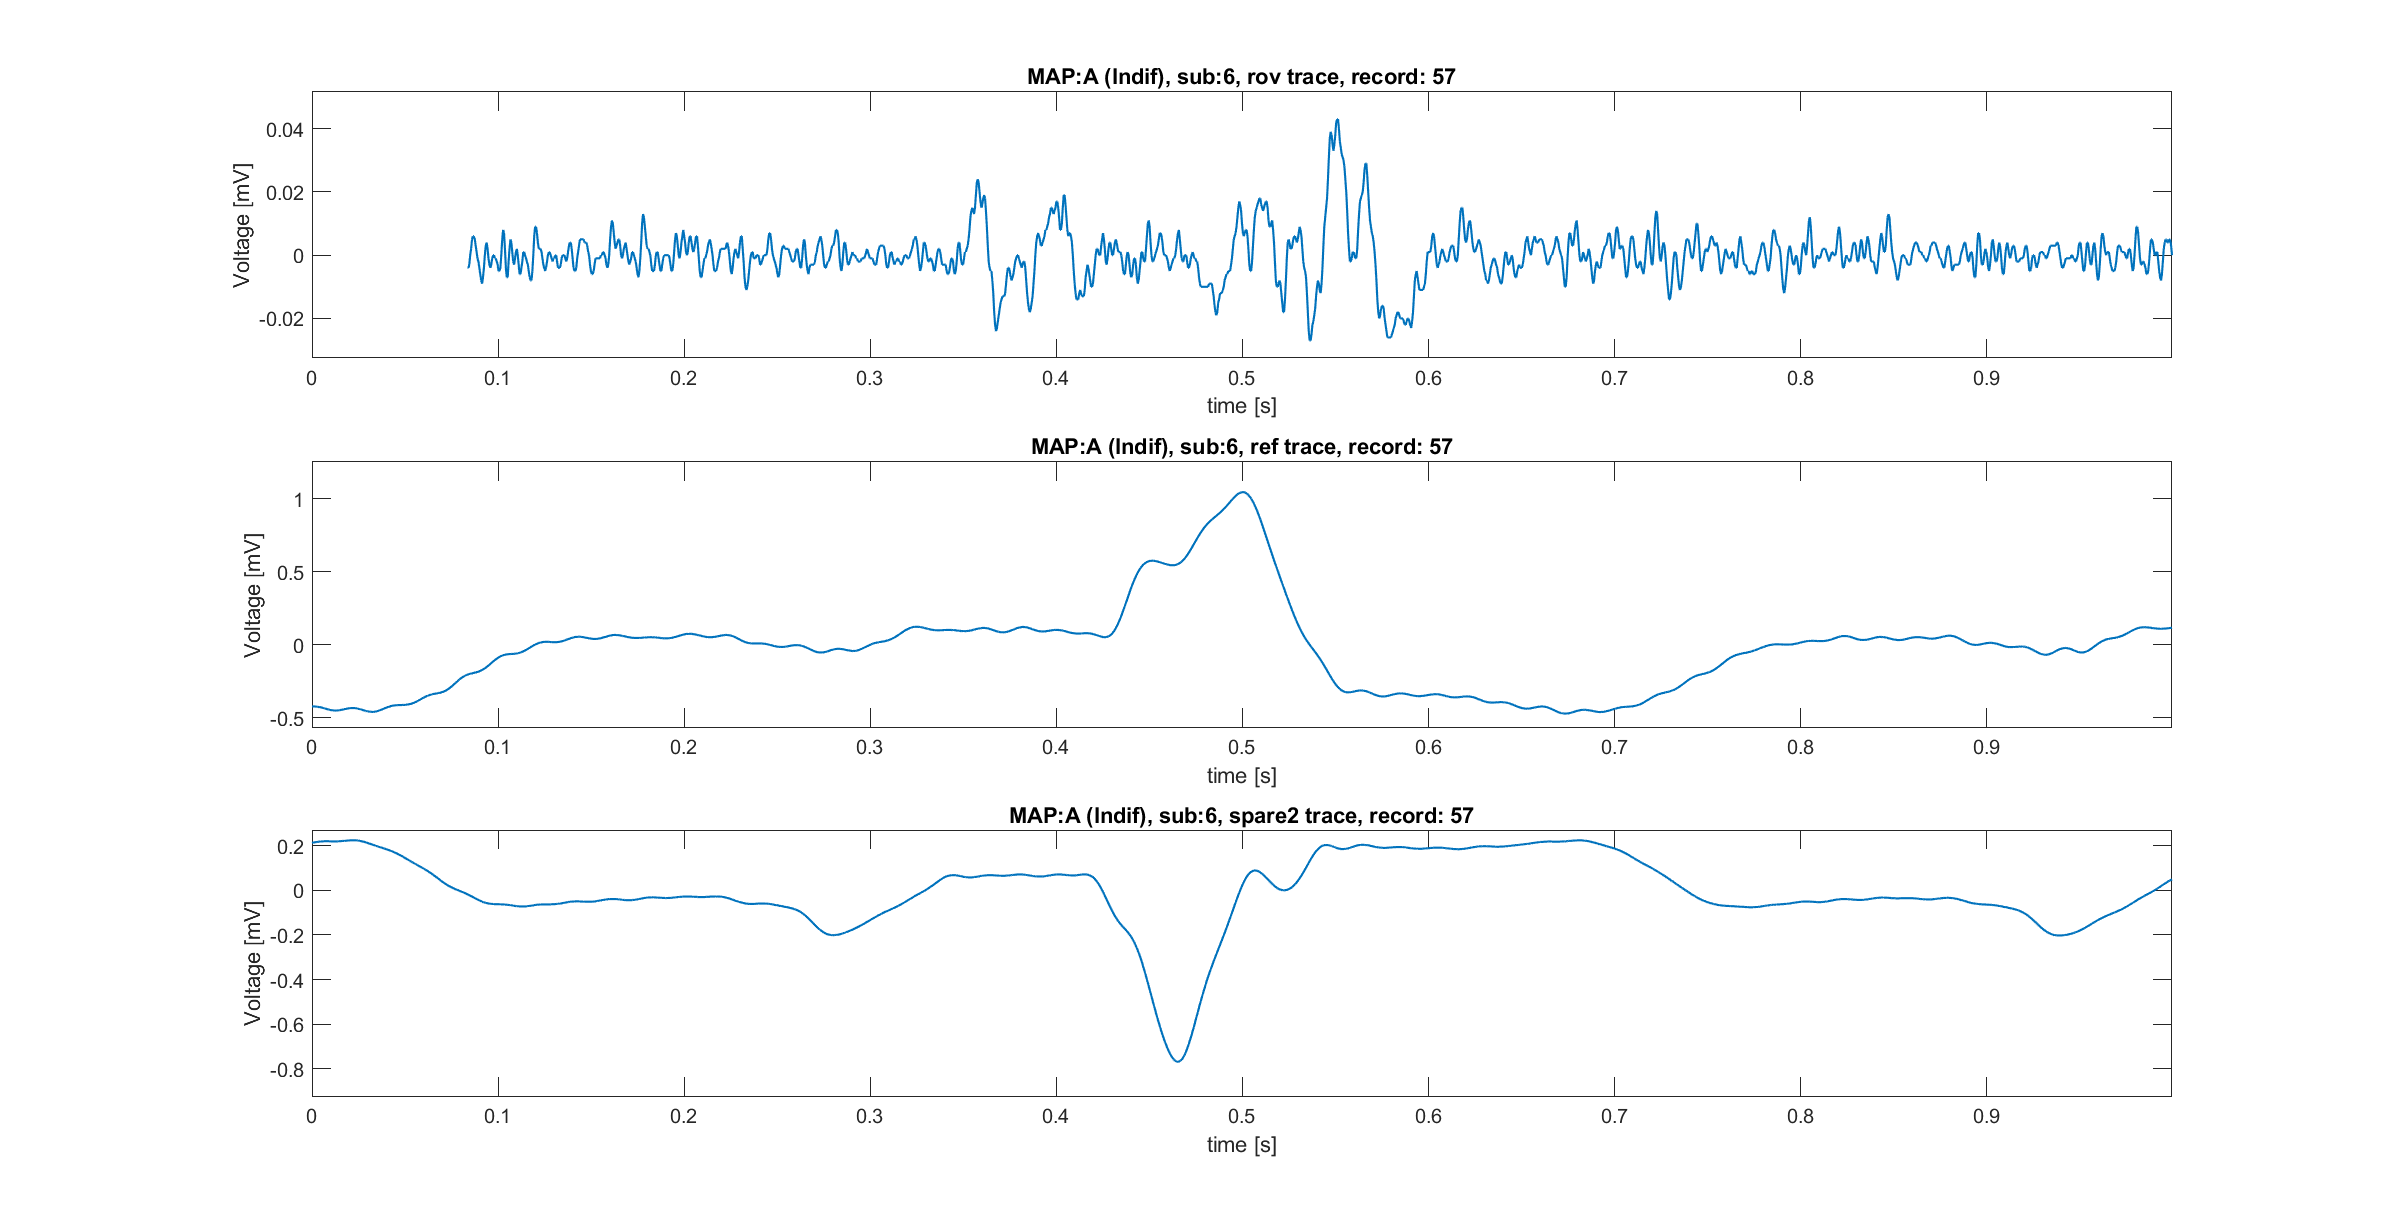 MAP:A (Indif), sub:6, rov trace, record: 57
Voltage [mV]
0.04
0.02
0
-0.02
0 0.1 0.2 0.3 0.4 0.5 0.6 0.7 0.8 0.9
time [s]
MAP:A (Indif), sub:6, ref trace, record: 57
Voltage [mV]
1
0.5
0
-0.5
0 0.1 0.2 0.3 0.4 0.5 0.6 0.7 0.8 0.9
time [s]
MAP:A (Indif), sub:6, spare2 trace, record: 57
Voltage [mV]
0.2
0
-0.2
-0.4
-0.6
-0.8
0 0.1 0.2 0.3 0.4 0.5 0.6 0.7 0.8 0.9
time [s]